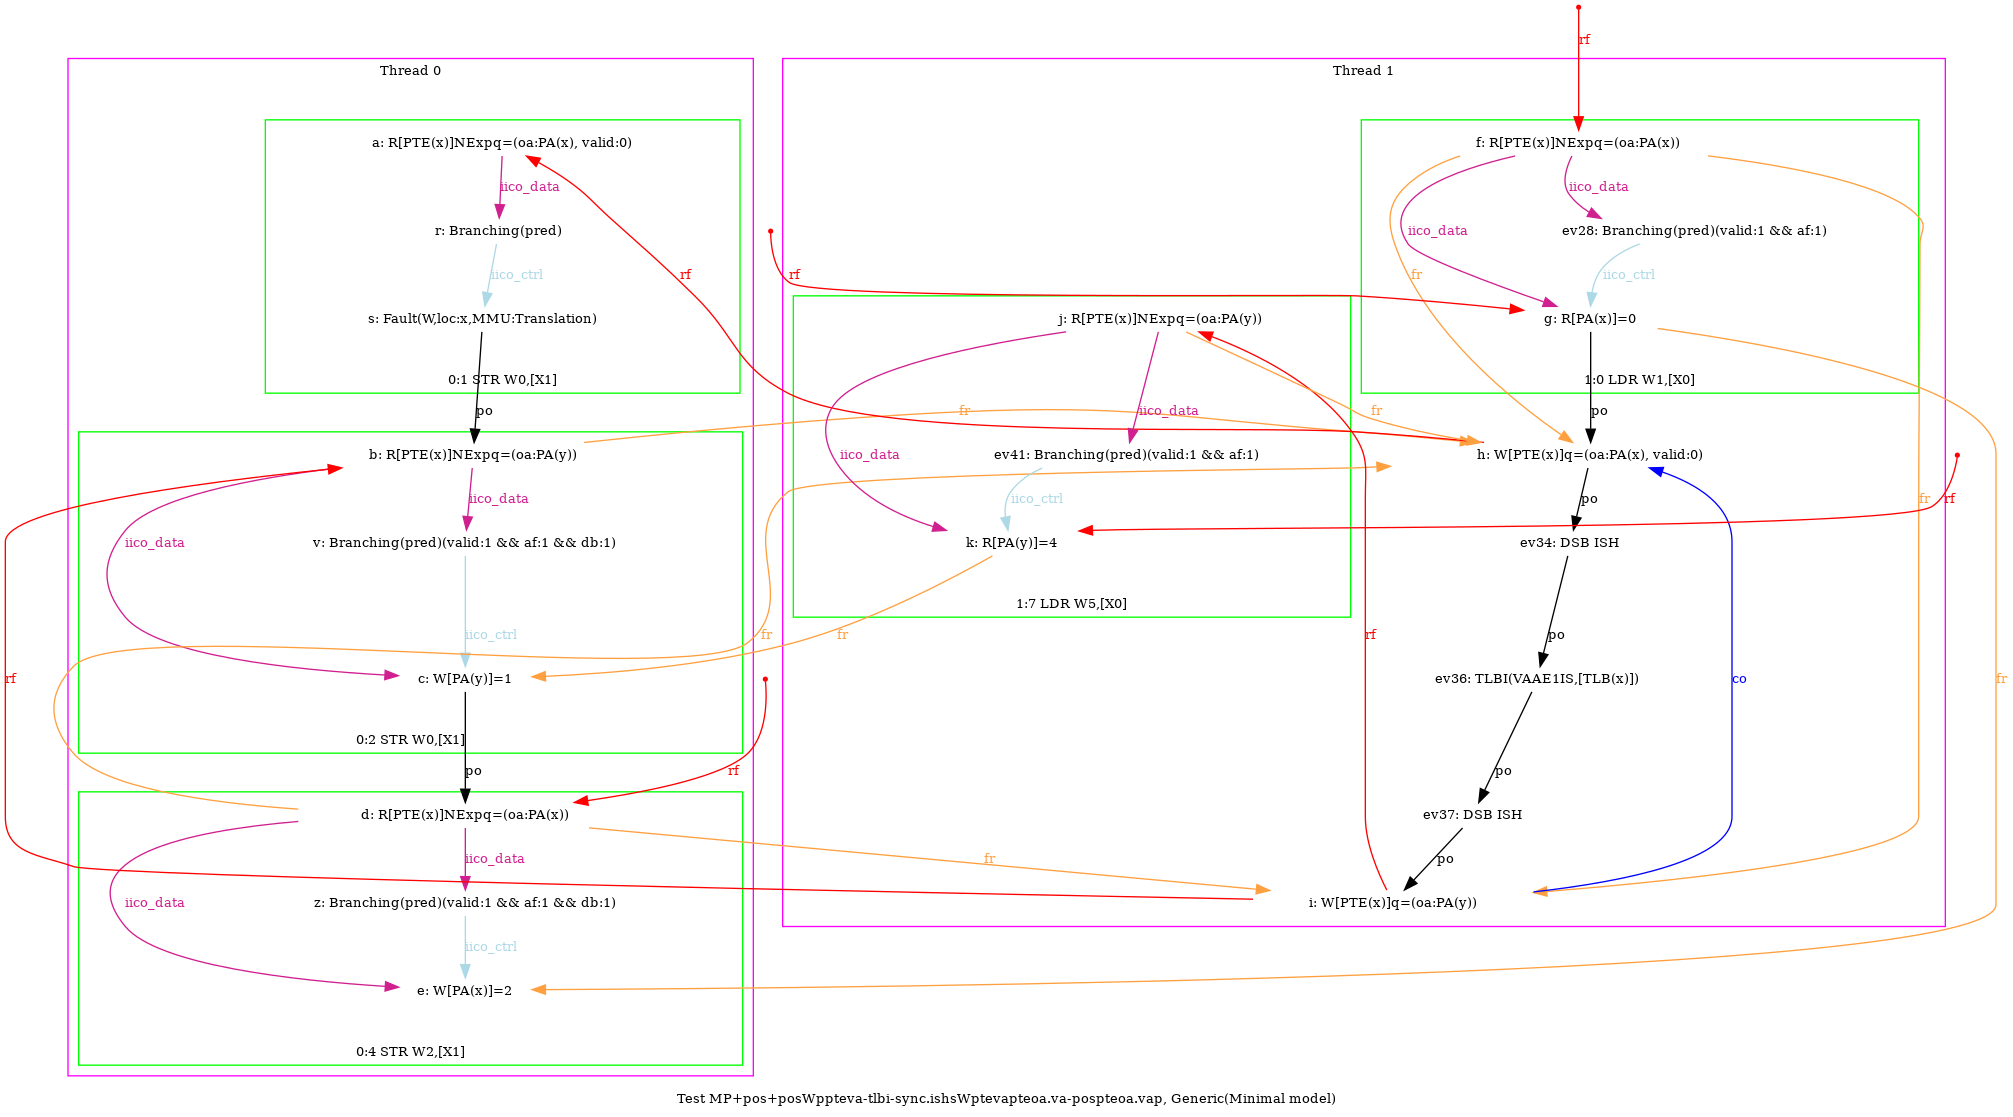 rf
Thread 0
Thread 1
a: R[PTE(x)]NExpq=(oa:PA(x), valid:0)
f: R[PTE(x)]NExpq=(oa:PA(x))
iico_data
iico_data
r: Branching(pred)
iico_data
ev28: Branching(pred)(valid:1 && af:1)
iico_ctrl
rf
rf
fr
iico_ctrl
s: Fault(W,loc:x,MMU:Translation)
j: R[PTE(x)]NExpq=(oa:PA(y))
g: R[PA(x)]=0
0:1 STR W0,[X1]
1:0 LDR W1,[X0]
po
fr
iico_data
fr
po
b: R[PTE(x)]NExpq=(oa:PA(y))
iico_data
ev41: Branching(pred)(valid:1 && af:1)
h: W[PTE(x)]q=(oa:PA(x), valid:0)
iico_data
iico_ctrl
po
fr
rf
iico_data
v: Branching(pred)(valid:1 && af:1 && db:1)
k: R[PA(y)]=4
ev34: DSB ISH
1:7 LDR W5,[X0]
iico_ctrl
fr
fr
rf
po
rf
c: W[PA(y)]=1
ev36: TLBI(VAAE1IS,[TLB(x)])
co
fr
0:2 STR W0,[X1]
po
rf
po
d: R[PTE(x)]NExpq=(oa:PA(x))
ev37: DSB ISH
iico_data
fr
po
iico_data
z: Branching(pred)(valid:1 && af:1 && db:1)
i: W[PTE(x)]q=(oa:PA(y))
iico_ctrl
e: W[PA(x)]=2
0:4 STR W2,[X1]
Test MP+pos+posWppteva-tlbi-sync.ishsWptevapteoa.va-pospteoa.vap, Generic(Minimal model)